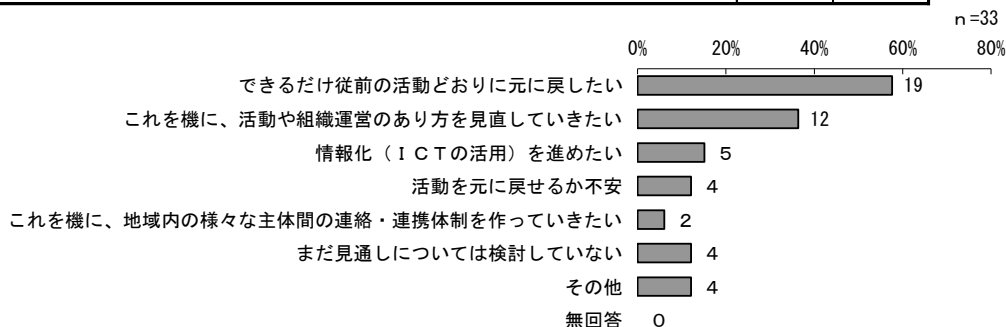 ｎ=33
0% 20% 40% 60% 80%
できるだけ従前の活動どおりに元に戻したい 19
これを機に、活動や組織運営のあり方を見直していきたい 12
情報化（ＩＣＴの活用）を進めたい 5
活動を元に戻せるか不安 4
これを機に、地域内の様々な主体間の連絡・連携体制を作っていきたい 2
まだ見通しについては検討していない 4
その他 4
無回答 0